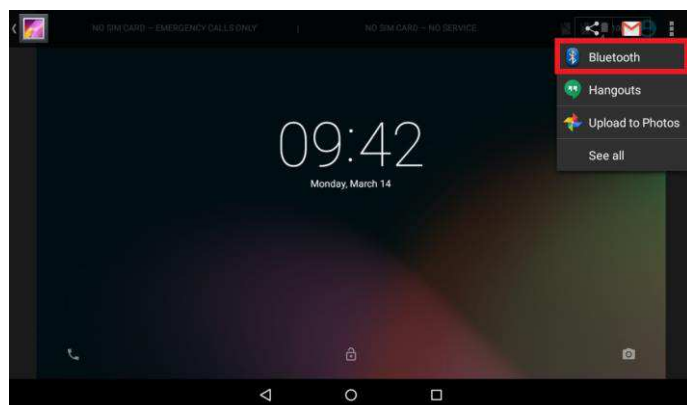 NO SIM CARD – EMERGENCY CALLS ONLY | NO SIM CARD – NO SERVICE
Bluetooth
Hangouts
Upload to Photos
See all
09:42
Monday, March 14